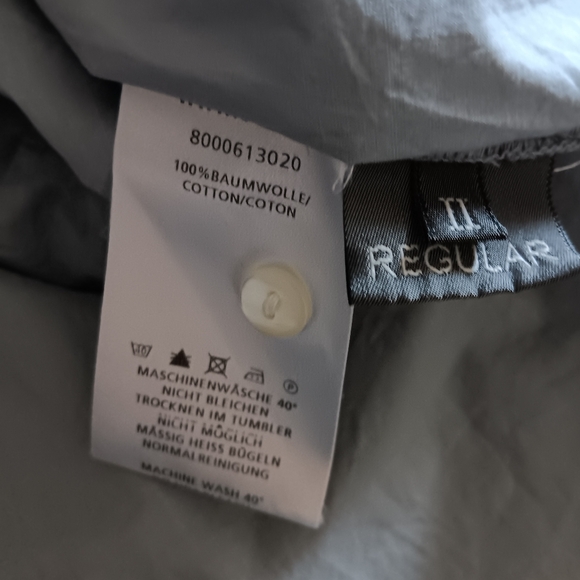 8000613020
100%BAUMWOLLE/
COTTON/COTON
II
REGULAR
MASCHINENWÄSCHE 40°
NICHT BLEICHEN
TROCKNEN IM TUMBLER
NICHT MÖGLICH
MÄSSIG HEISS BÜGELN
NORMALREINIGUNG
MACHINE WASH 40°